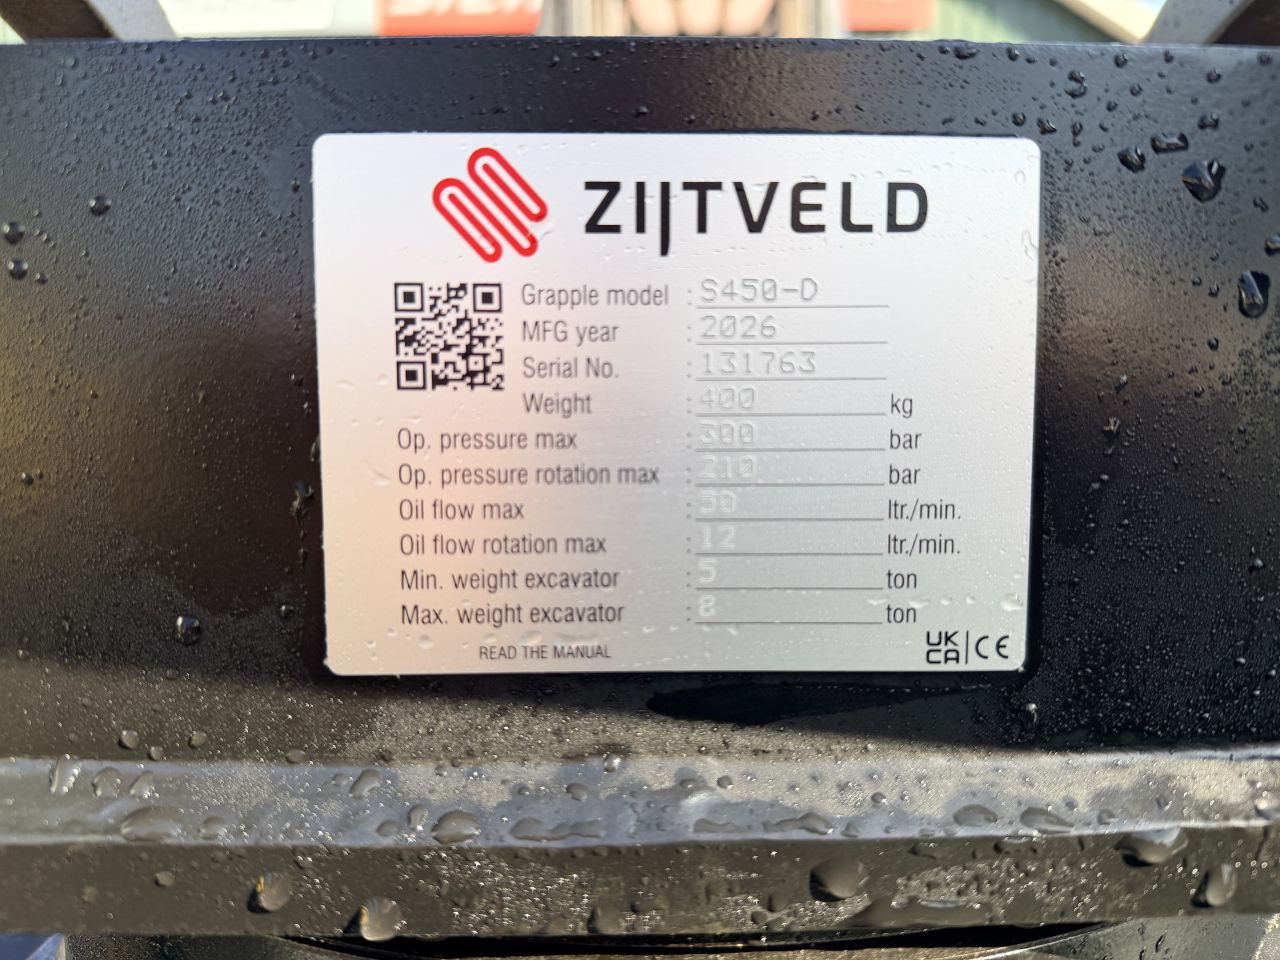 ZIJTVELD
Grapple model : S450-D
MFG year : 2026
Serial No. : 131763
Weight : 400 kg
Op. pressure max : 300 bar
Op. pressure rotation max : 210 bar
Oil flow max : ltr./min.
Oil flow rotation max : 12 ltr./min.
Min. weight excavator : 5 ton
Max. weight excavator : 8 ton
READ THE MANUAL
UK
CA | CE